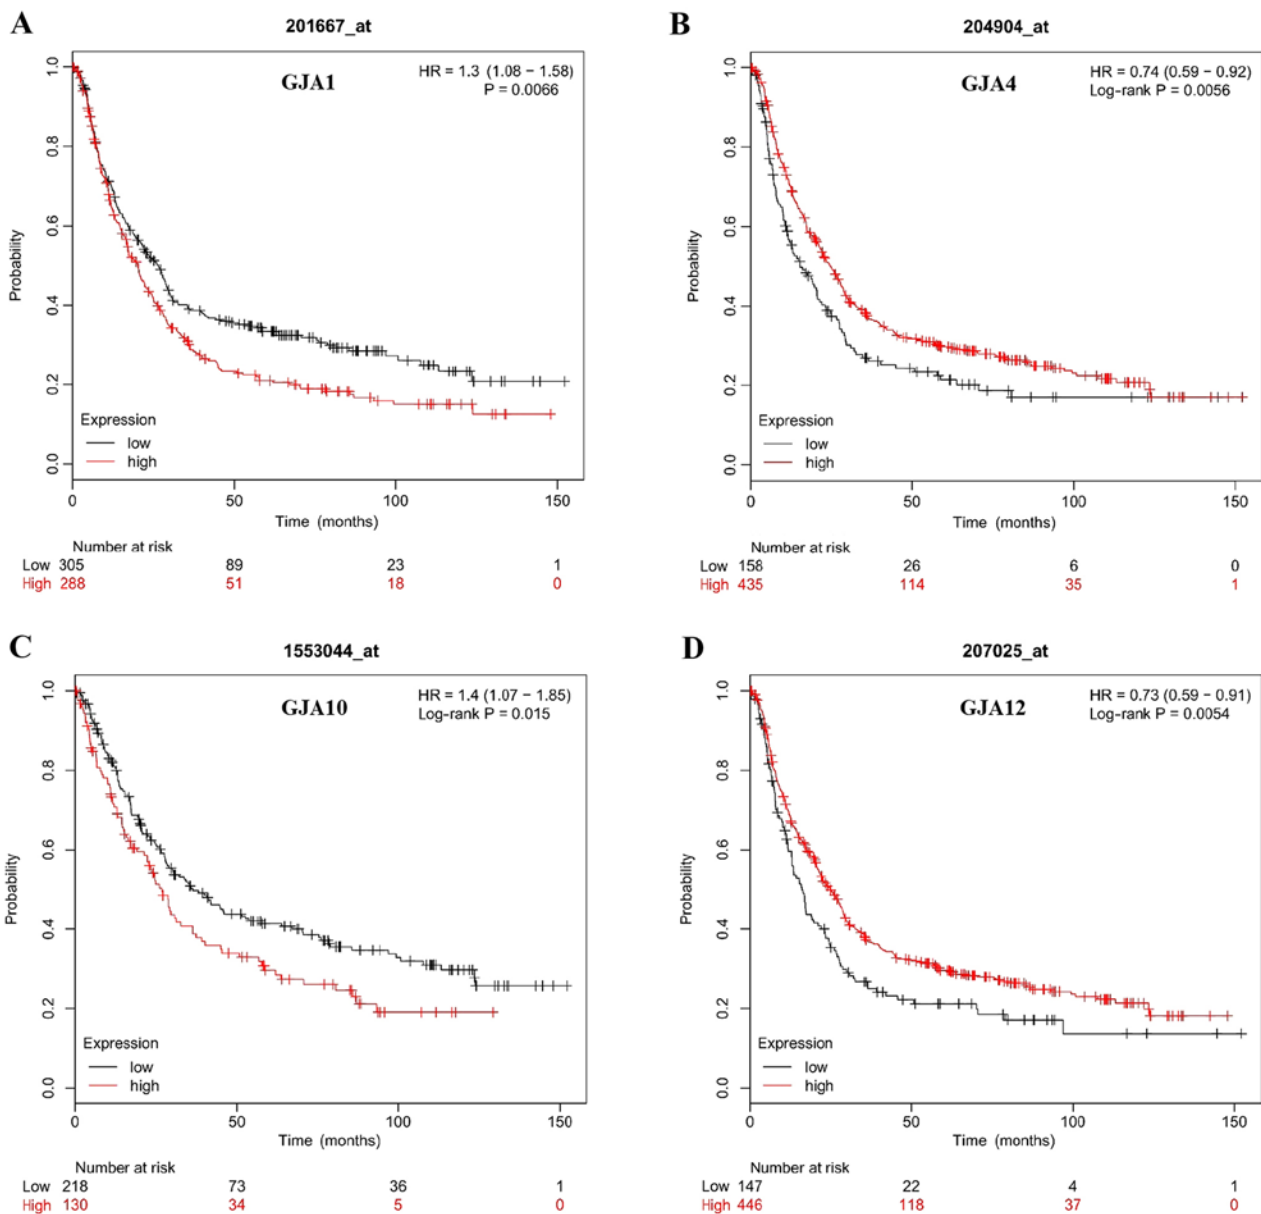 A
201667_at
GJA1
HR = 1.3 (1.08 − 1.58)
P = 0.0066
Probability
1.0
0.8
0.6
0.4
0.2
0.0
Expression
low
high
0 50 100 150
Time (months)
Number at risk
Low 305 89 23 1
High 288 51 18 0
B
204904_at
GJA4
HR = 0.74 (0.59 − 0.92)
Log-rank P = 0.0056
Probability
1.0
0.8
0.6
0.4
0.2
0.0
Expression
low
high
0 50 100 150
Time (months)
Number at risk
Low 158 26 6 0
High 435 114 35 1
C
1553044_at
GJA10
HR = 1.4 (1.07 − 1.85)
Log-rank P = 0.015
Probability
1.0
0.8
0.6
0.4
0.2
0.0
Expression
low
high
0 50 100 150
Time (months)
Number at risk
Low 218 73 36 1
High 130 34 5 0
D
207025_at
GJA12
HR = 0.73 (0.59 − 0.91)
Log-rank P = 0.0054
Probability
1.0
0.8
0.6
0.4
0.2
0.0
Expression
low
high
0 50 100 150
Time (months)
Number at risk
Low 147 22 4 1
High 446 118 37 0